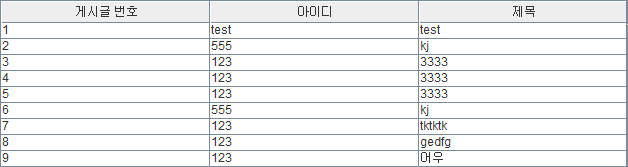 게시글 번호 아이디 제목
1 test test
2 555 kj
3 123 3333
4 123 3333
5 123 3333
6 555 kj
7 123 tktktk
8 123 gedfg
9 123 어우